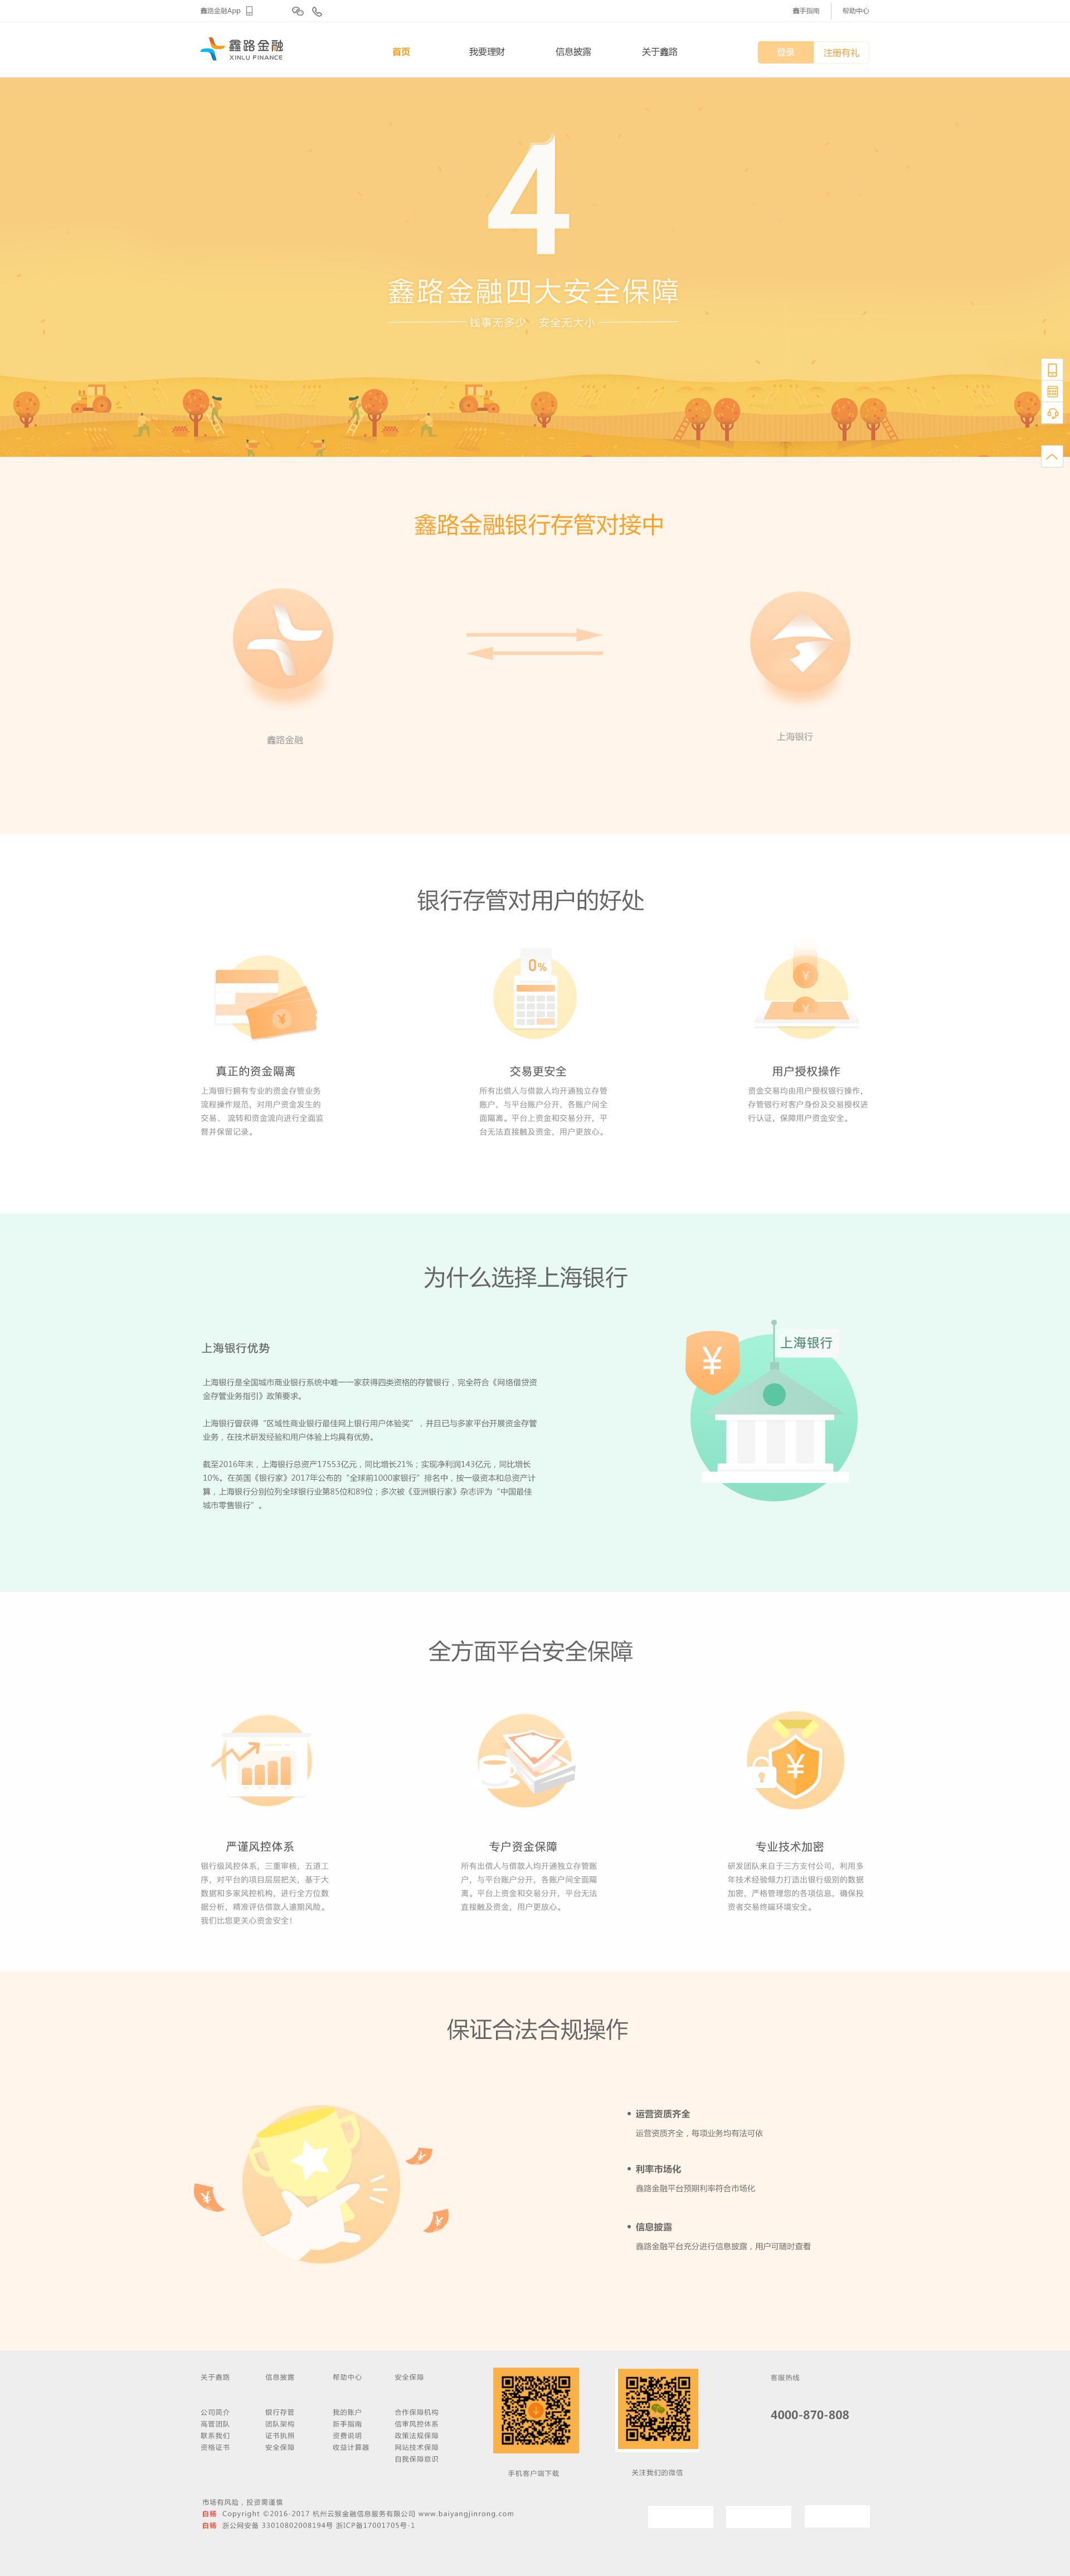 鑫路金融App
鑫手指南
帮助中心
鑫路金融
XINLU FINANCE
首页
我要理财
信息披露
关于鑫路
登录
注册有礼
4
鑫路金融四大安全保障
钱事无多少 安全无大小
鑫路金融银行存管对接中
鑫路金融
上海银行
银行存管对用户的好处
¥
0%
¥
¥
真正的资金隔离
上海银行拥有专业的资金存管业务
流程操作规范，对用户资金发生的
交易、 流转和资金流向进行全面监
督并保留记录。
交易更安全
所有出借人与借款人均开通独立存管
账户，与平台账户分开，各账户间全
面隔离。平台上资金和交易分开，平
台无法直接触及资金，用户更放心。
用户授权操作
资金交易均由用户授权银行操作，
存管银行对客户身份及交易授权进
行认证，保障用户资金安全。
为什么选择上海银行
上海银行优势
上海银行是全国城市商业银行系统中唯一一家获得四类资格的存管银行，完全符合《网络借贷资
金存管业务指引》政策要求。
上海银行曾获得“区域性商业银行最佳网上银行用户体验奖”，并且已与多家平台开展资金存管
业务，在技术研发经验和用户体验上均具有优势。
截至2016年末，上海银行总资产17553亿元，同比增长21%；实现净利润143亿元，同比增长
10%。在英国《银行家》2017年公布的“全球前1000家银行”排名中，按一级资本和总资产计
算，上海银行分别位列全球银行业第85位和89位；多次被《亚洲银行家》杂志评为“中国最佳
城市零售银行”。
¥
上海银行
全方面平台安全保障
¥
严谨风控体系
银行级风控体系，三重审核，五道工
序，对平台的项目层层把关，基于大
数据和多家风控机构，进行全方位数
据分析，精准评估借款人逾期风险。
我们比您更关心资金安全！
专户资金保障
所有出借人与借款人均开通独立存管账
户，与平台账户分开，各账户间全面隔
离。平台上资金和交易分开，平台无法
直接触及资金，用户更放心。
专业技术加密
研发团队来自于三方支付公司，利用多
年技术经验倾力打造出银行级别的数据
加密，严格管理您的各项信息，确保投
资者交易终端环境安全。
保证合法合规操作
运营资质齐全
运营资质齐全，每项业务均有法可依
利率市场化
鑫路金融平台预期利率符合市场化
信息披露
鑫路金融平台充分进行信息披露，用户可随时查看
关于鑫路
公司简介
高管团队
联系我们
资格证书
信息披露
银行存管
团队架构
证书执照
安全保障
帮助中心
我的账户
新手指南
资费说明
收益计算器
安全保障
合作保障机构
信审风控体系
政策法规保障
网站技术保障
自我保障意识
手机客户端下载
关注我们的微信
客服热线
4000-870-808
市场有风险，投资需谨慎
白杨 Copyright ©2016-2017 杭州云猴金融信息服务有限公司 www.baiyangjinrong.com
白杨 浙公网安备 33010802008194号 浙ICP备17001705号-1